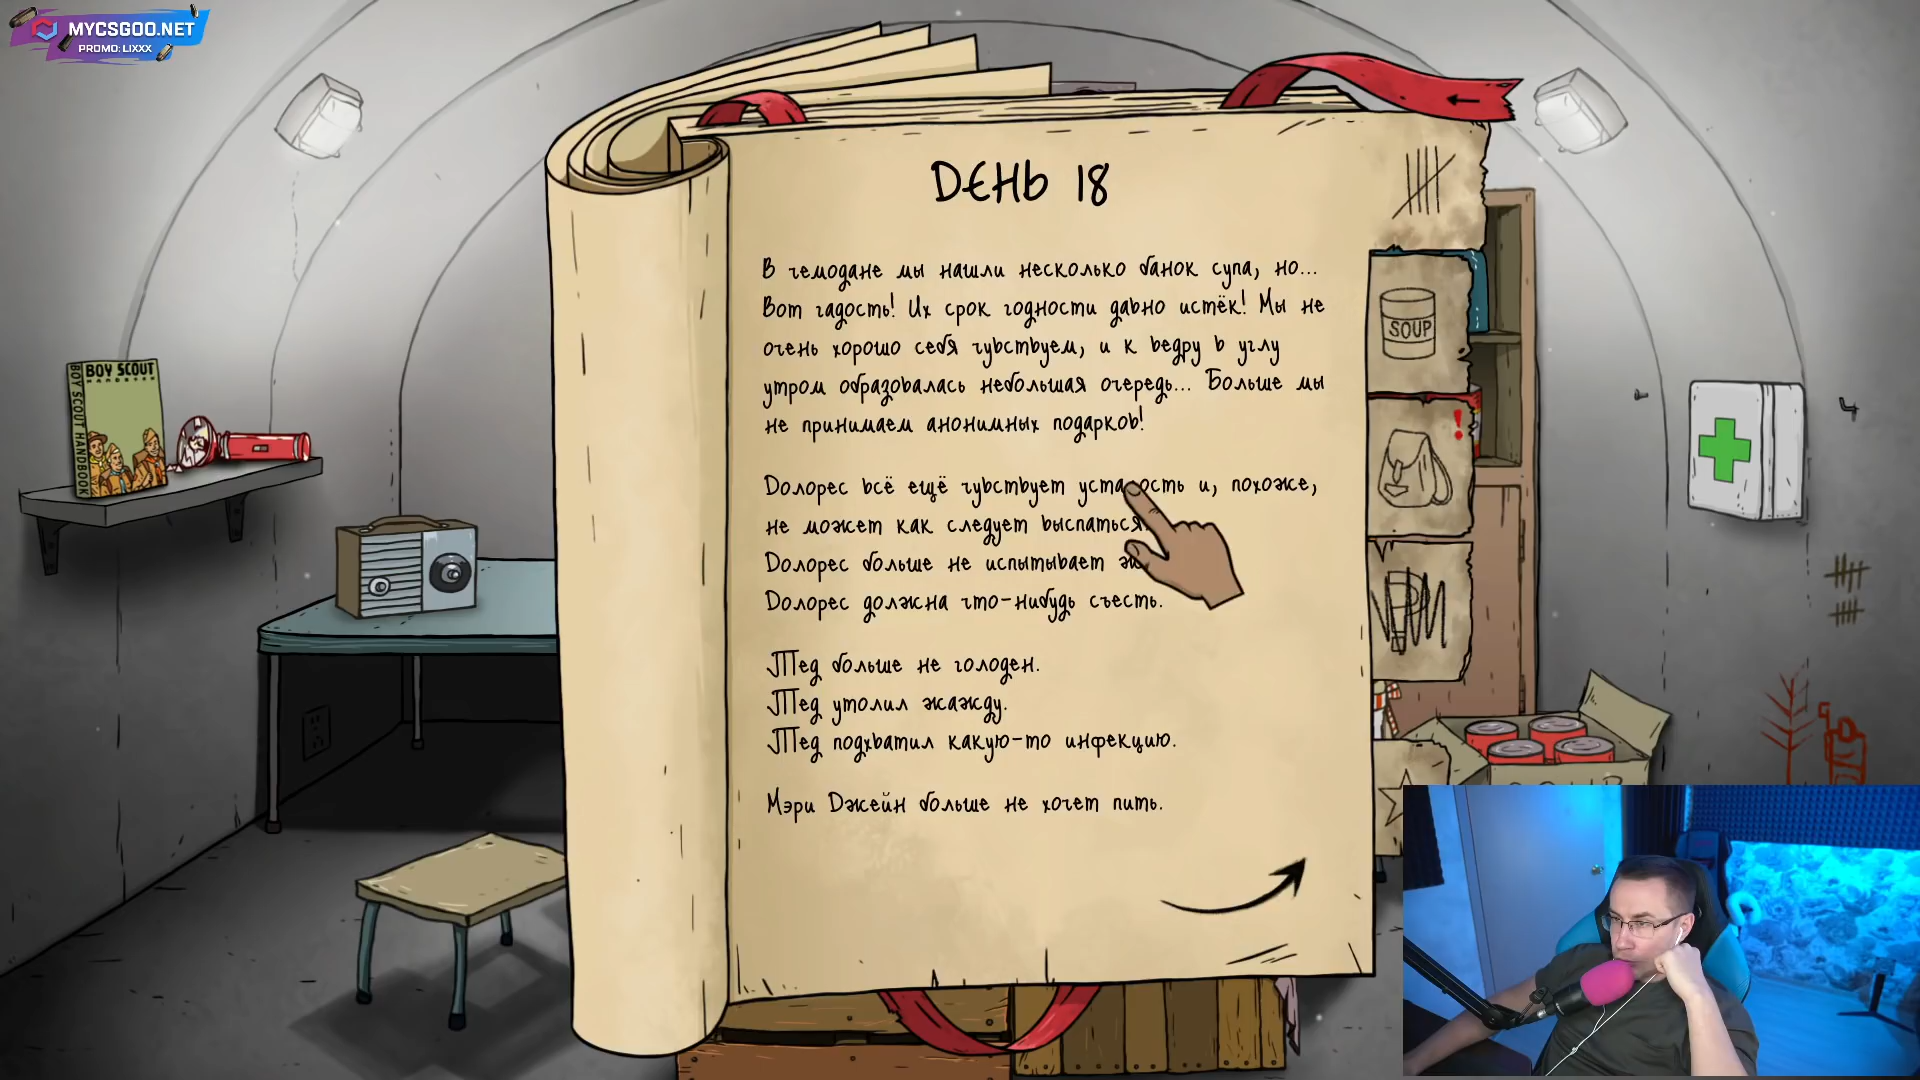 MYCSGOO.NET
PROMO: LIXXX
ДЕНЬ 18
В чемодане мы нашли несколько банок супа, но...
Вот гадость! Их срок годности давно истёк! Мы не
очень хорошо себя чувствуем, и к ведру в углу
утром образовалась небольшая очередь... Больше мы
не принимаем анонимных подарков!
Долорес всё ещё чувствует усталость и, похоже,
не может как следует выспаться.
Долорес больше не испытывает
Долорес должна что-нибудь съесть.
Тед больше не голоден.
Тед утолил жажду.
Тед подхватил какую-то инфекцию.
Мэри Джейн больше не хочет пить.
SOUP
!
BOY SCOUT
HANDBOOK
BOY SCOUT HANDBOOK